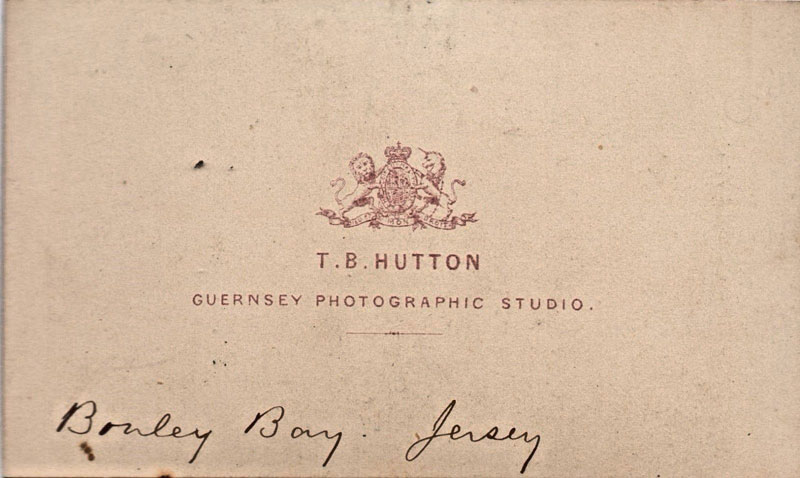 T.B.HUTTON
GUERNSEY PHOTOGRAPHIC STUDIO.
Bouley Bay. Jersey